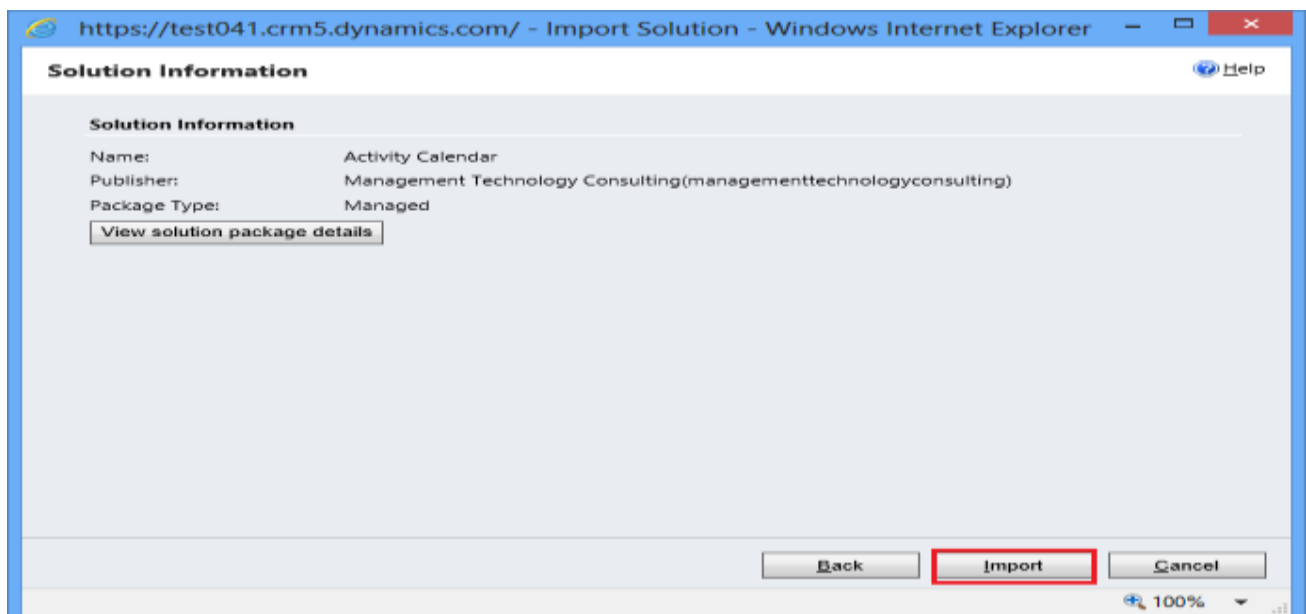 https://test041.crm5.dynamics.com/ - Import Solution - Windows Internet Explorer
Solution Information
Help
Solution Information
Name: Activity Calendar
Publisher: Management Technology Consulting(managementtechnologyconsulting)
Package Type: Managed
View solution package details
Back Import Cancel
100%